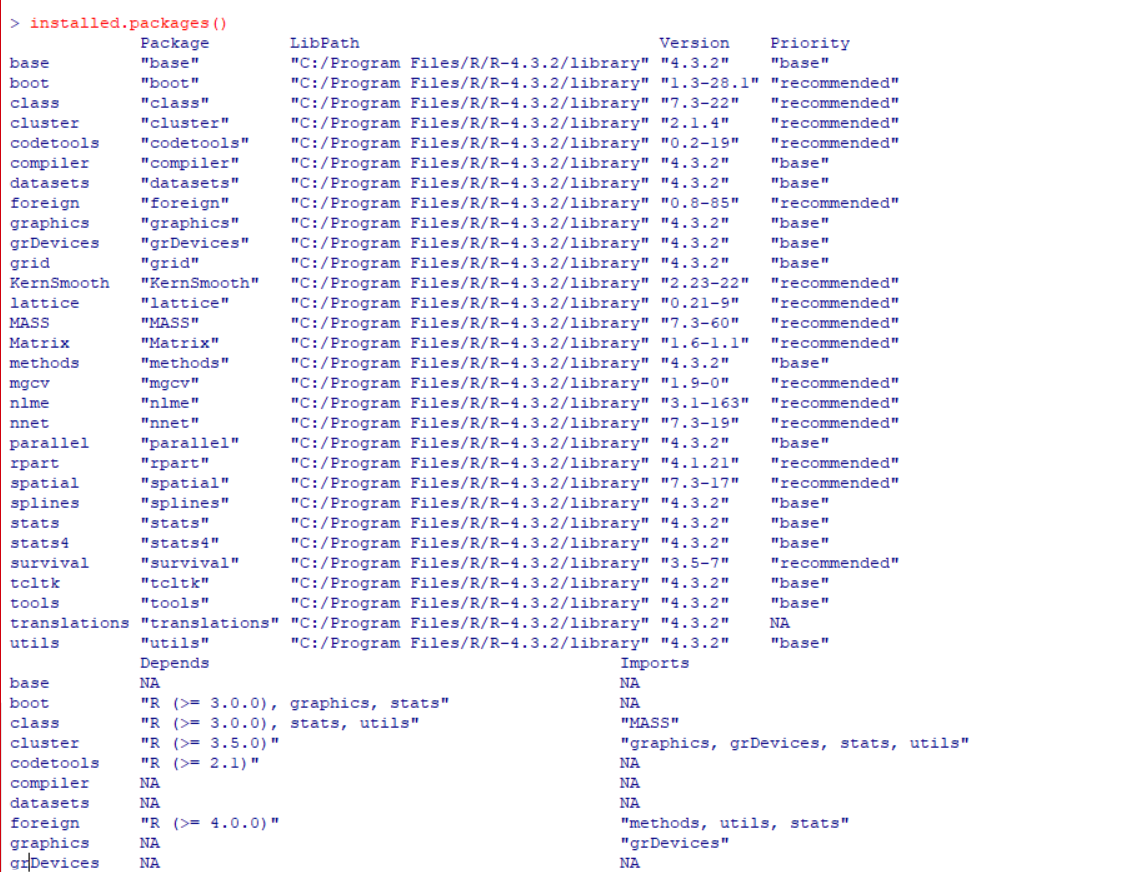 > installed.packages()
Package LibPath Version Priority
base "base" "C:/Program Files/R/R-4.3.2/library" "4.3.2" "base"
boot "boot" "C:/Program Files/R/R-4.3.2/library" "1.3-28.1" "recommended"
class "class" "C:/Program Files/R/R-4.3.2/library" "7.3-22" "recommended"
cluster "cluster" "C:/Program Files/R/R-4.3.2/library" "2.1.4" "recommended"
codetools "codetools" "C:/Program Files/R/R-4.3.2/library" "0.2-19" "recommended"
compiler "compiler" "C:/Program Files/R/R-4.3.2/library" "4.3.2" "base"
datasets "datasets" "C:/Program Files/R/R-4.3.2/library" "4.3.2" "base"
foreign "foreign" "C:/Program Files/R/R-4.3.2/library" "0.8-85" "recommended"
graphics "graphics" "C:/Program Files/R/R-4.3.2/library" "4.3.2" "base"
grDevices "grDevices" "C:/Program Files/R/R-4.3.2/library" "4.3.2" "base"
grid "grid" "C:/Program Files/R/R-4.3.2/library" "4.3.2" "base"
KernSmooth "KernSmooth" "C:/Program Files/R/R-4.3.2/library" "2.23-22" "recommended"
lattice "lattice" "C:/Program Files/R/R-4.3.2/library" "0.21-9" "recommended"
MASS "MASS" "C:/Program Files/R/R-4.3.2/library" "7.3-60" "recommended"
Matrix "Matrix" "C:/Program Files/R/R-4.3.2/library" "1.6-1.1" "recommended"
methods "methods" "C:/Program Files/R/R-4.3.2/library" "4.3.2" "base"
mgcv "mgcv" "C:/Program Files/R/R-4.3.2/library" "1.9-0" "recommended"
nlme "nlme" "C:/Program Files/R/R-4.3.2/library" "3.1-163" "recommended"
nnet "nnet" "C:/Program Files/R/R-4.3.2/library" "7.3-19" "recommended"
parallel "parallel" "C:/Program Files/R/R-4.3.2/library" "4.3.2" "base"
rpart "rpart" "C:/Program Files/R/R-4.3.2/library" "4.1.21" "recommended"
spatial "spatial" "C:/Program Files/R/R-4.3.2/library" "7.3-17" "recommended"
splines "splines" "C:/Program Files/R/R-4.3.2/library" "4.3.2" "base"
stats "stats" "C:/Program Files/R/R-4.3.2/library" "4.3.2" "base"
stats4 "stats4" "C:/Program Files/R/R-4.3.2/library" "4.3.2" "base"
survival "survival" "C:/Program Files/R/R-4.3.2/library" "3.5-7" "recommended"
tcltk "tcltk" "C:/Program Files/R/R-4.3.2/library" "4.3.2" "base"
tools "tools" "C:/Program Files/R/R-4.3.2/library" "4.3.2" "base"
translations "translations" "C:/Program Files/R/R-4.3.2/library" "4.3.2" NA
utils "utils" "C:/Program Files/R/R-4.3.2/library" "4.3.2" "base"
Depends Imports
base NA NA
boot "R (>= 3.0.0), graphics, stats" NA
class "R (>= 3.0.0), stats, utils" "MASS"
cluster "R (>= 3.5.0)" "graphics, grDevices, stats, utils"
codetools "R (>= 2.1)" NA
compiler NA NA
datasets NA NA
foreign "R (>= 4.0.0)" "methods, utils, stats"
graphics NA "grDevices"
grDevices NA NA